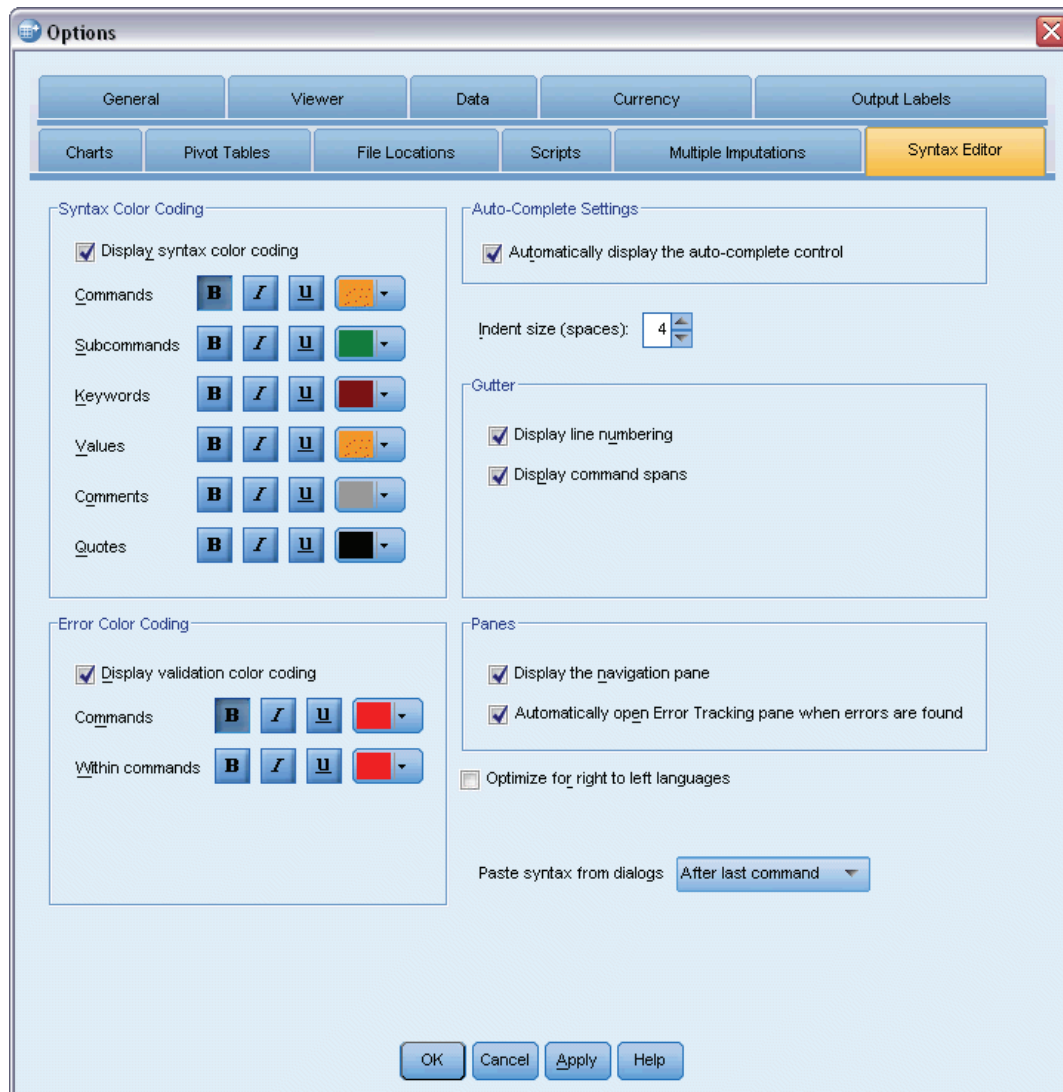 Options
General Viewer Data Currency Output Labels
Charts Pivot Tables File Locations Scripts Multiple Imputations Syntax Editor
Syntax Color Coding
Display syntax color coding
Commands B I U
Subcommands B I U
Keywords B I U
Values B I U
Comments B I U
Quotes B I U
Error Color Coding
Display validation color coding
Commands B I U
Within commands B I U
Auto-Complete Settings
Automatically display the auto-complete control
Indent size (spaces): 4
Gutter
Display line numbering
Display command spans
Panes
Display the navigation pane
Automatically open Error Tracking pane when errors are found
Optimize for right to left languages
Paste syntax from dialogs After last command
OK Cancel Apply Help